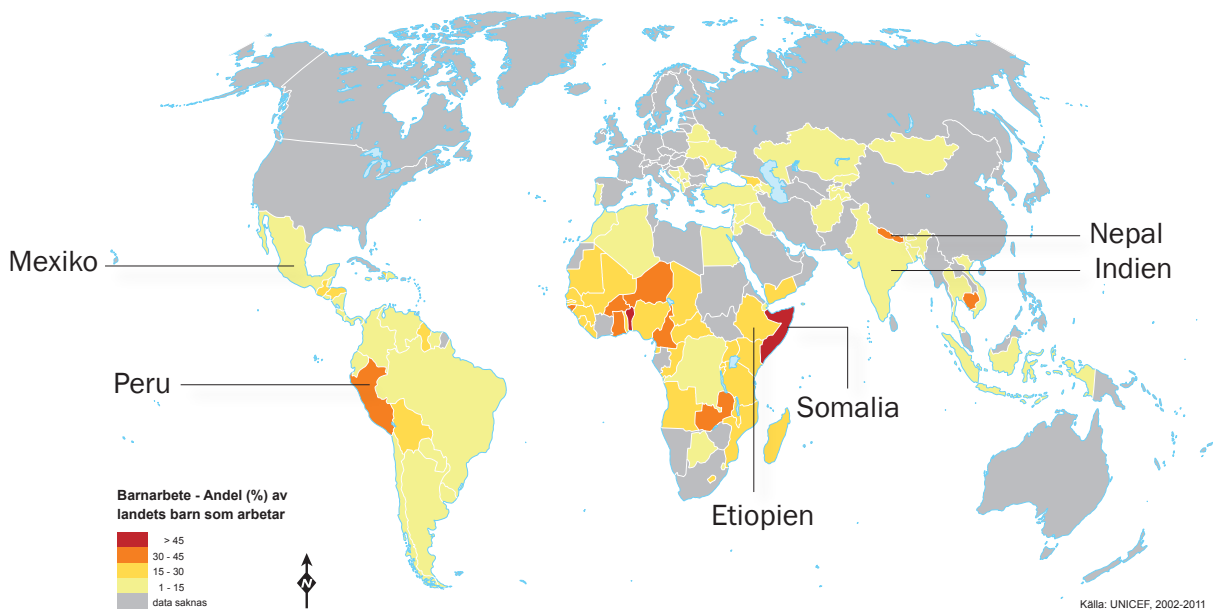 Nepal
Indien
Mexiko
Peru
Somalia
Etiopien
Barnarbete - Andel (%) av
landets barn som arbetar
> 45
30 - 45
15 - 30
1 - 15
data saknas
N
Källa: UNICEF, 2002-2011